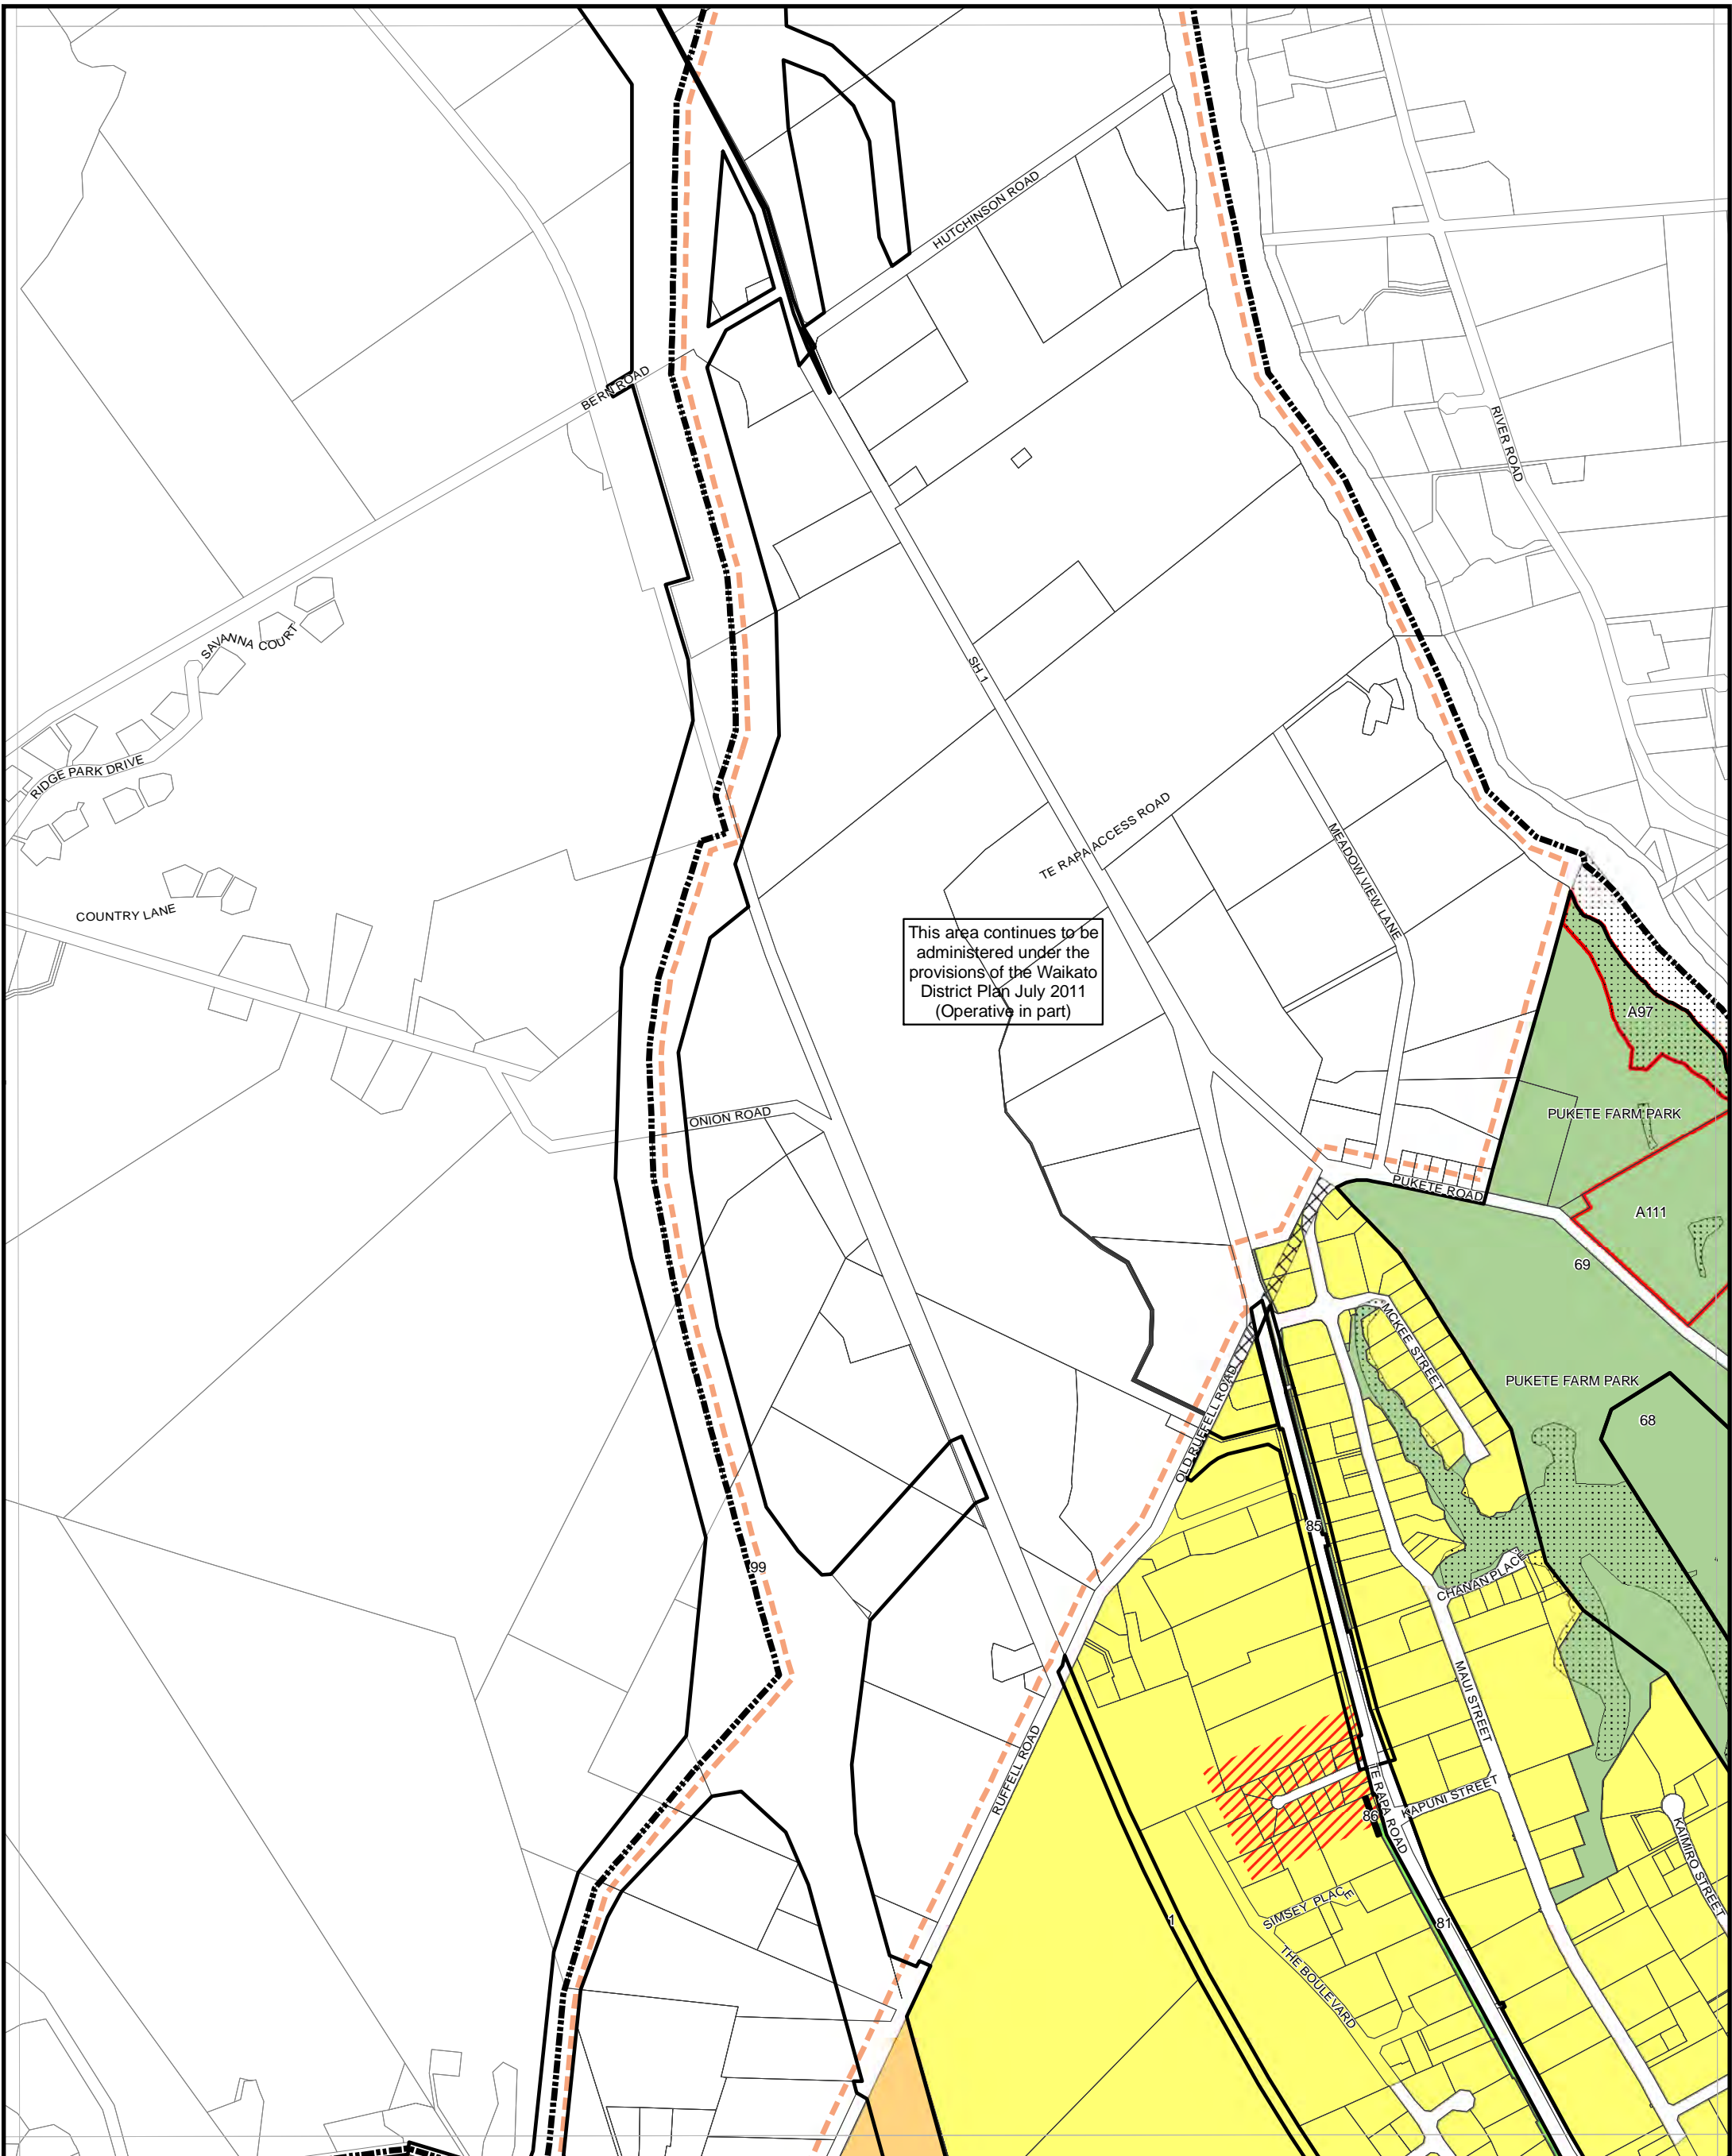 HUTCHINSON ROAD
BERN ROAD
RIVER ROAD
SAVANNA COURT
SH 1
RIDGE PARK DRIVE
TE RAPA ACCESS ROAD
MEADOW VIEW LANE
COUNTRY LANE
This area continues to be
administered under the
provisions of the Waikato
District Plan July 2011
(Operative in part)
A97
ONION ROAD
PUKETE FARM PARK
PUKETE ROAD
A111
69
MCKEE STREET
PUKETE FARM PARK
68
OLD RUFFELL ROAD
85
99
CHANAN PLACE
MAUI STREET
RUFFELL ROAD
TE RAPA ROAD
KAPUNI STREET
86
KAIMIRO STREET
SIMSEY PLACE
1
81
THE BOULEVARD